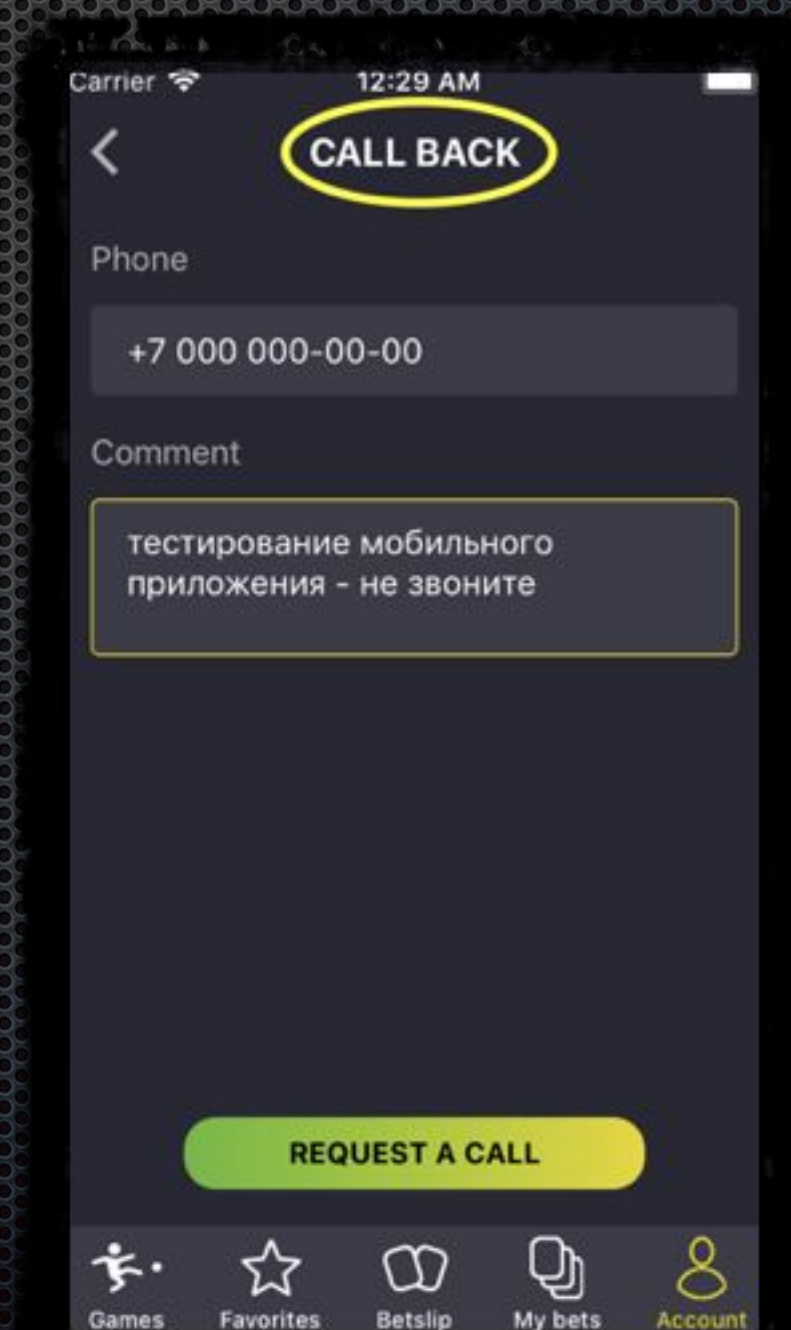 Carrier 12:29 AM
CALL BACK
Phone
+7 000 000-00-00
Comment
тестирование мобильного
приложения - не звоните
REQUEST A CALL
Games Favorites Betslip My bets Account